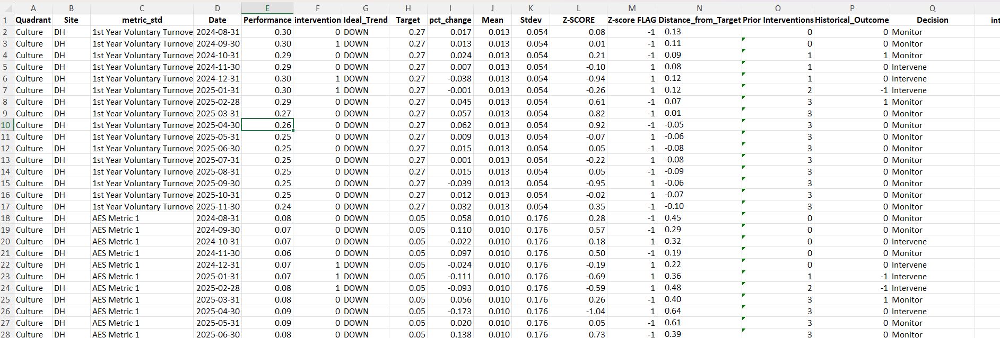 A B C D E F G H I J K L M N O P Q
1 Quadrant Site metric_std Date Performance intervention Ideal_Trend Target pct_change Mean Stdev Z-SCORE Z-score FLAG Distance_from_Target Prior Interventions Historical_Outcome Decision int
2 Culture DH 1st Year Voluntary Turnove 2024-08-31 0.30 0 DOWN 0.27 0.017 0.013 0.054 0.08 -1 0.13 0 0 Monitor
3 Culture DH 1st Year Voluntary Turnove 2024-09-30 0.30 1 DOWN 0.27 0.013 0.013 0.054 0.01 -1 0.11 0 0 Monitor
4 Culture DH 1st Year Voluntary Turnove 2024-10-31 0.29 0 DOWN 0.27 0.024 0.013 0.054 0.21 -1 0.09 1 1 Monitor
5 Culture DH 1st Year Voluntary Turnove 2024-11-30 0.29 0 DOWN 0.27 0.007 0.013 0.054 -0.10 1 0.08 1 0 Intervene
6 Culture DH 1st Year Voluntary Turnove 2024-12-31 0.30 1 DOWN 0.27 -0.038 0.013 0.054 -0.94 1 0.12 1 0 Intervene
7 Culture DH 1st Year Voluntary Turnove 2025-01-31 0.30 1 DOWN 0.27 -0.001 0.013 0.054 -0.26 1 0.12 2 -1 Intervene
8 Culture DH 1st Year Voluntary Turnove 2025-02-28 0.29 0 DOWN 0.27 0.045 0.013 0.054 0.61 -1 0.07 3 1 Monitor
9 Culture DH 1st Year Voluntary Turnove 2025-03-31 0.27 0 DOWN 0.27 0.057 0.013 0.054 0.82 -1 0.01 3 0 Monitor
10 Culture DH 1st Year Voluntary Turnove 2025-04-30 0.26 0 DOWN 0.27 0.062 0.013 0.054 0.92 -1 -0.05 3 0 Monitor
11 Culture DH 1st Year Voluntary Turnove 2025-05-31 0.25 0 DOWN 0.27 0.009 0.013 0.054 -0.07 1 -0.06 3 0 Monitor
12 Culture DH 1st Year Voluntary Turnove 2025-06-30 0.25 0 DOWN 0.27 0.015 0.013 0.054 0.05 -1 -0.08 3 0 Monitor
13 Culture DH 1st Year Voluntary Turnove 2025-07-31 0.25 0 DOWN 0.27 0.001 0.013 0.054 -0.22 1 -0.08 3 0 Monitor
14 Culture DH 1st Year Voluntary Turnove 2025-08-31 0.25 0 DOWN 0.27 0.015 0.013 0.054 0.05 -1 -0.09 3 0 Monitor
15 Culture DH 1st Year Voluntary Turnove 2025-09-30 0.25 0 DOWN 0.27 -0.039 0.013 0.054 -0.95 1 -0.06 3 0 Monitor
16 Culture DH 1st Year Voluntary Turnove 2025-10-31 0.25 0 DOWN 0.27 0.012 0.013 0.054 -0.02 1 -0.07 3 0 Monitor
17 Culture DH 1st Year Voluntary Turnove 2025-11-30 0.24 0 DOWN 0.27 0.032 0.013 0.054 0.35 -1 -0.10 3 0 Monitor
18 Culture DH AES Metric 1 2024-08-31 0.08 0 DOWN 0.05 0.058 0.010 0.176 0.28 -1 0.45 0 0 Monitor
19 Culture DH AES Metric 1 2024-09-30 0.07 0 DOWN 0.05 0.110 0.010 0.176 0.57 -1 0.29 0 0 Monitor
20 Culture DH AES Metric 1 2024-10-31 0.07 0 DOWN 0.05 -0.022 0.010 0.176 -0.18 1 0.32 0 0 Intervene
21 Culture DH AES Metric 1 2024-11-30 0.06 0 DOWN 0.05 0.097 0.010 0.176 0.50 -1 0.19 0 0 Monitor
22 Culture DH AES Metric 1 2024-12-31 0.07 1 DOWN 0.05 -0.024 0.010 0.176 -0.19 1 0.22 0 0 Intervene
23 Culture DH AES Metric 1 2025-01-31 0.07 1 DOWN 0.05 -0.111 0.010 0.176 -0.69 1 0.36 1 -1 Intervene
24 Culture DH AES Metric 1 2025-02-28 0.08 1 DOWN 0.05 -0.093 0.010 0.176 -0.59 1 0.48 2 -1 Intervene
25 Culture DH AES Metric 1 2025-03-31 0.08 0 DOWN 0.05 0.056 0.010 0.176 0.26 -1 0.40 3 1 Monitor
26 Culture DH AES Metric 1 2025-04-30 0.09 0 DOWN 0.05 -0.173 0.010 0.176 -1.04 1 0.64 3 0 Intervene
27 Culture DH AES Metric 1 2025-05-31 0.09 0 DOWN 0.05 0.020 0.010 0.176 0.05 -1 0.61 3 0 Monitor
28 Culture DH AES Metric 1 2025-06-30 0.08 0 DOWN 0.05 0.138 0.010 0.176 0.73 -1 0.39 3 0 Monitor